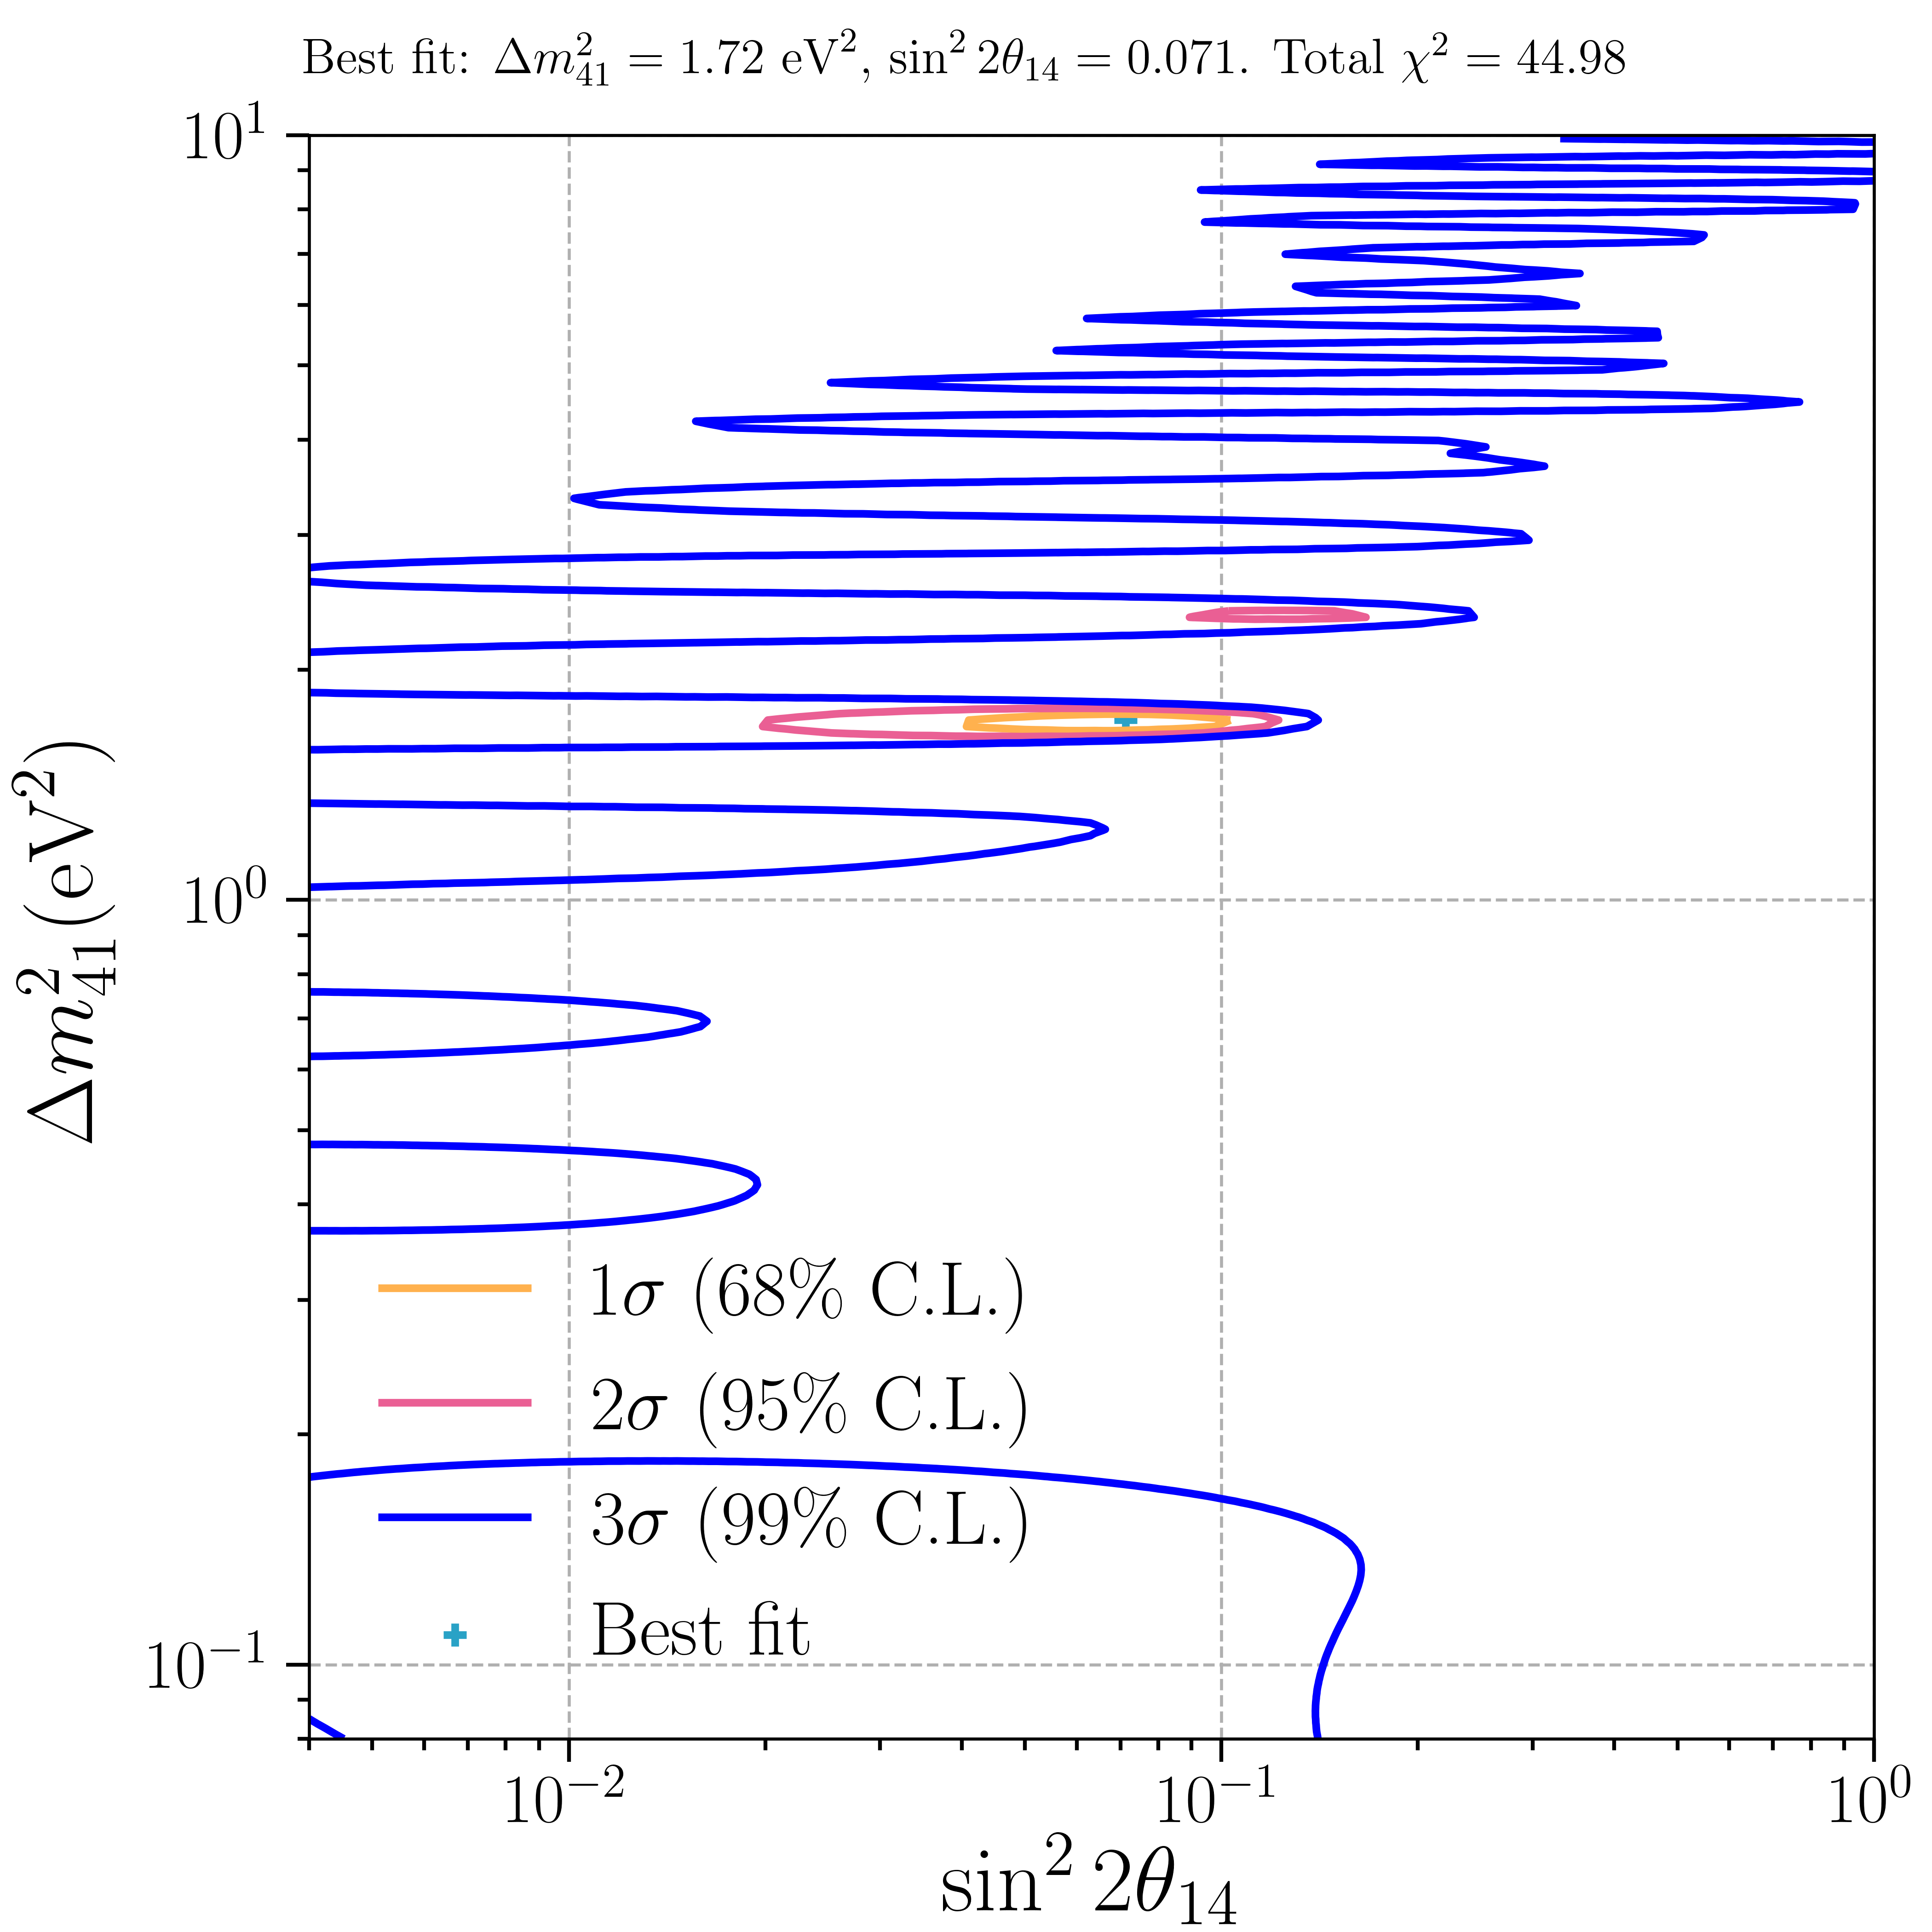 Best fit: Δm²₄₁ = 1.72 eV², sin² 2θ₁₄ = 0.071. Total χ² = 44.98
10¹
10⁰
10⁻¹
Δm²₄₁(eV²)
1σ (68% C.L.)
2σ (95% C.L.)
3σ (99% C.L.)
Best fit
10⁻² 10⁻¹ 10⁰
sin² 2θ₁₄